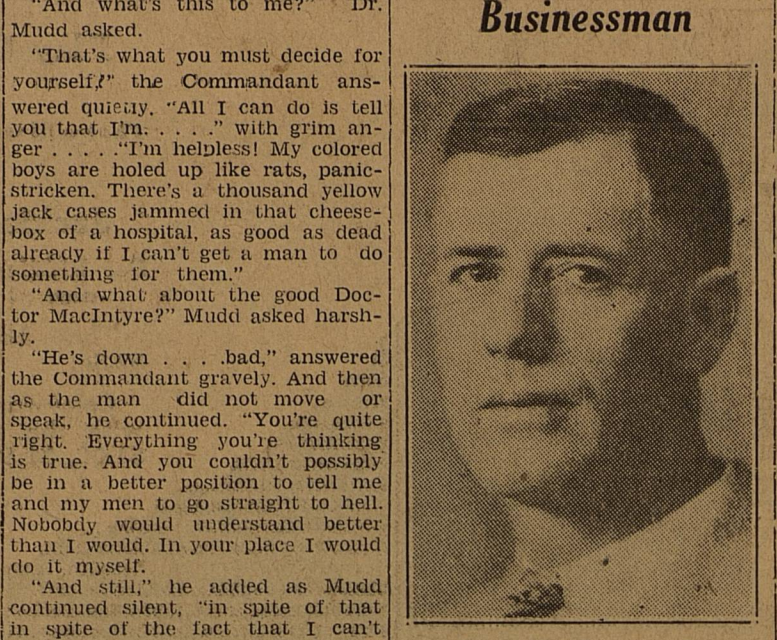 "And what's this to me?" Dr.
Mudd asked.
"That's what you must decide for
yourself!" the Commandant ans-
wered quietly. "All I can do is tell
you that I'm. . . . ." with grim an-
ger . . . . ."I'm helpless! My colored
boys are holed up like rats, panic-
stricken. There's a thousand yellow
jack cases jammed in that cheese-
box of a hospital, as good as dead
already if I can't get a man to do
something for them."
"And what about the good Doc-
tor MacIntyre?" Mudd asked harsh-
ly.
"He's down . . . .bad," answered
the Commandant gravely. And then
as the man did not move or
speak, he continued. "You're quite
right. Everything you're thinking
is true. And you couldn't possibly
be in a better position to tell me
and my men to go straight to hell.
Nobobdy would understand better
than I would. In your place I would
do it myself.
"And still," he added as Mudd
continued silent, "in spite of that
in spite of the fact that I can't
Businessman